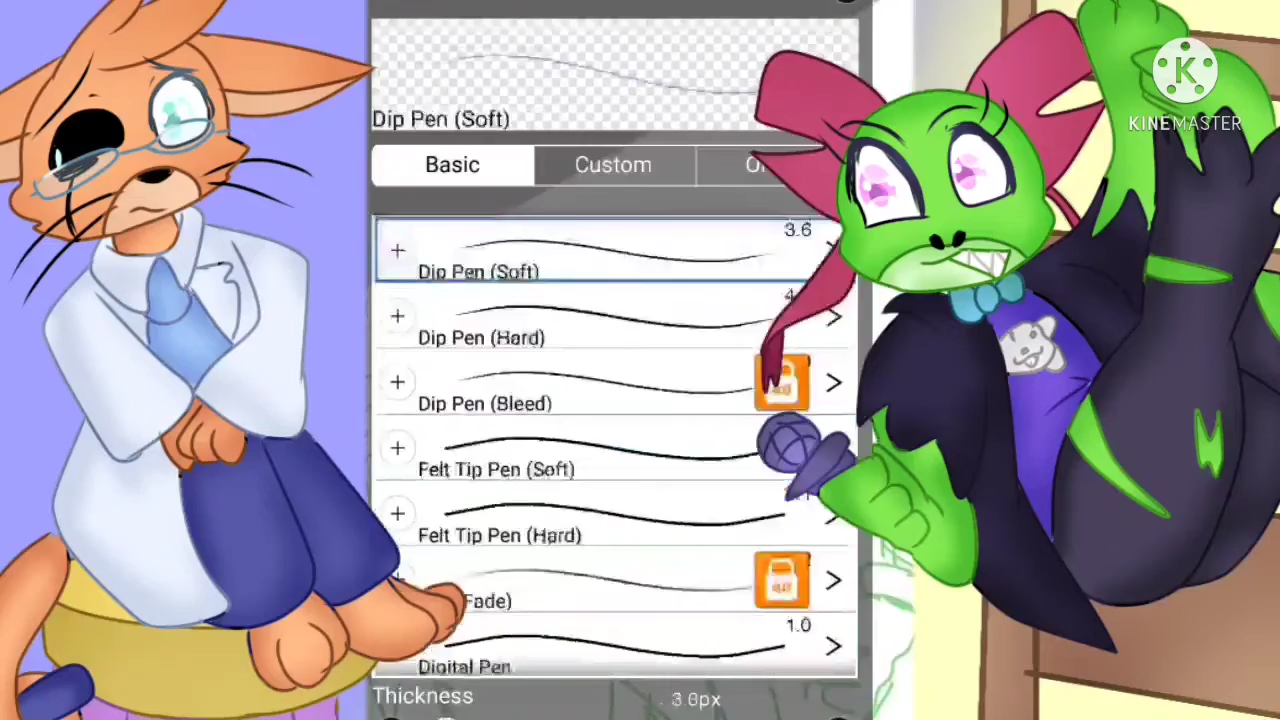 Dip Pen (Soft)
Basic
Custom
3.6
Dip Pen (Soft)
Dip Pen (Hard)
Dip Pen (Bleed)
Felt Tip Pen (Soft)
Felt Tip Pen (Hard)
Fade)
1.0
Digital Pen
Thickness
3.6px
K
KINEMASTER